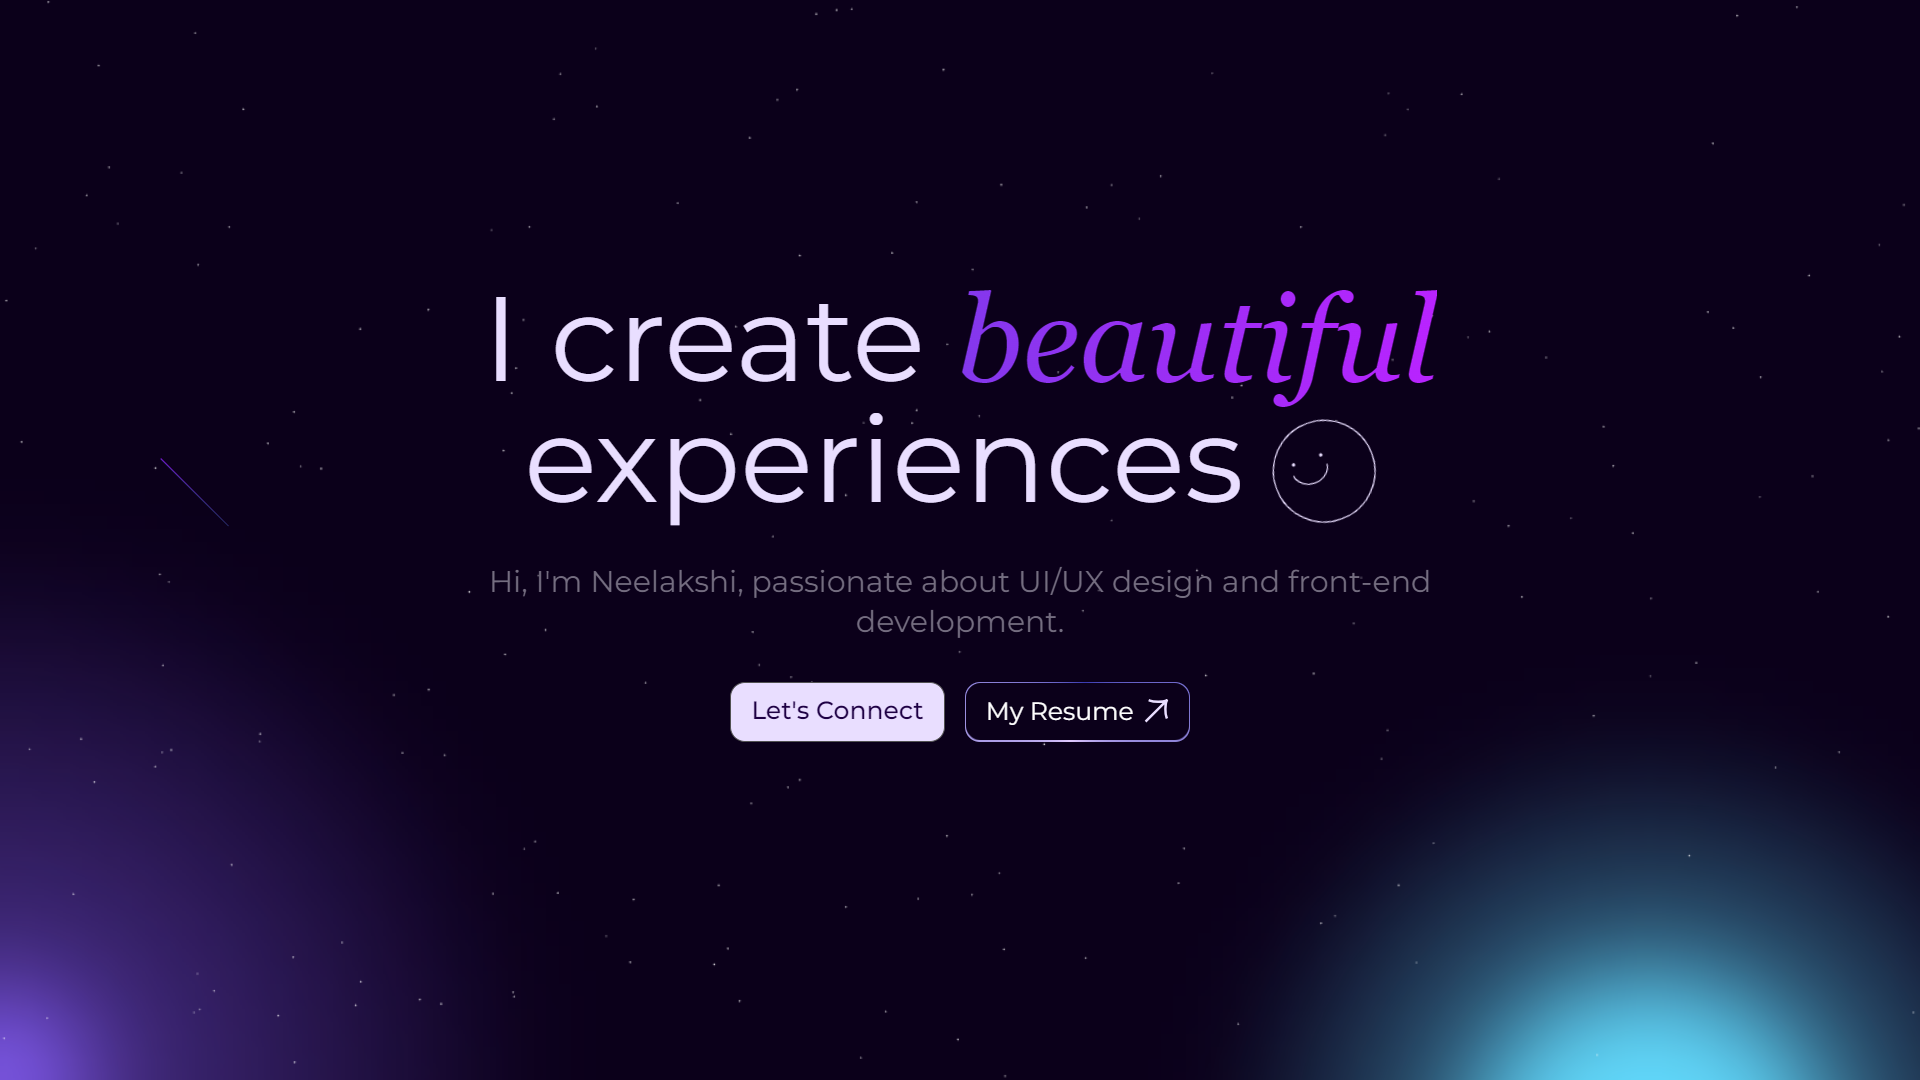 I create beautiful
experiences
Hi, I'm Neelakshi, passionate about UI/UX design and front-end
development.
Let's Connect
My Resume